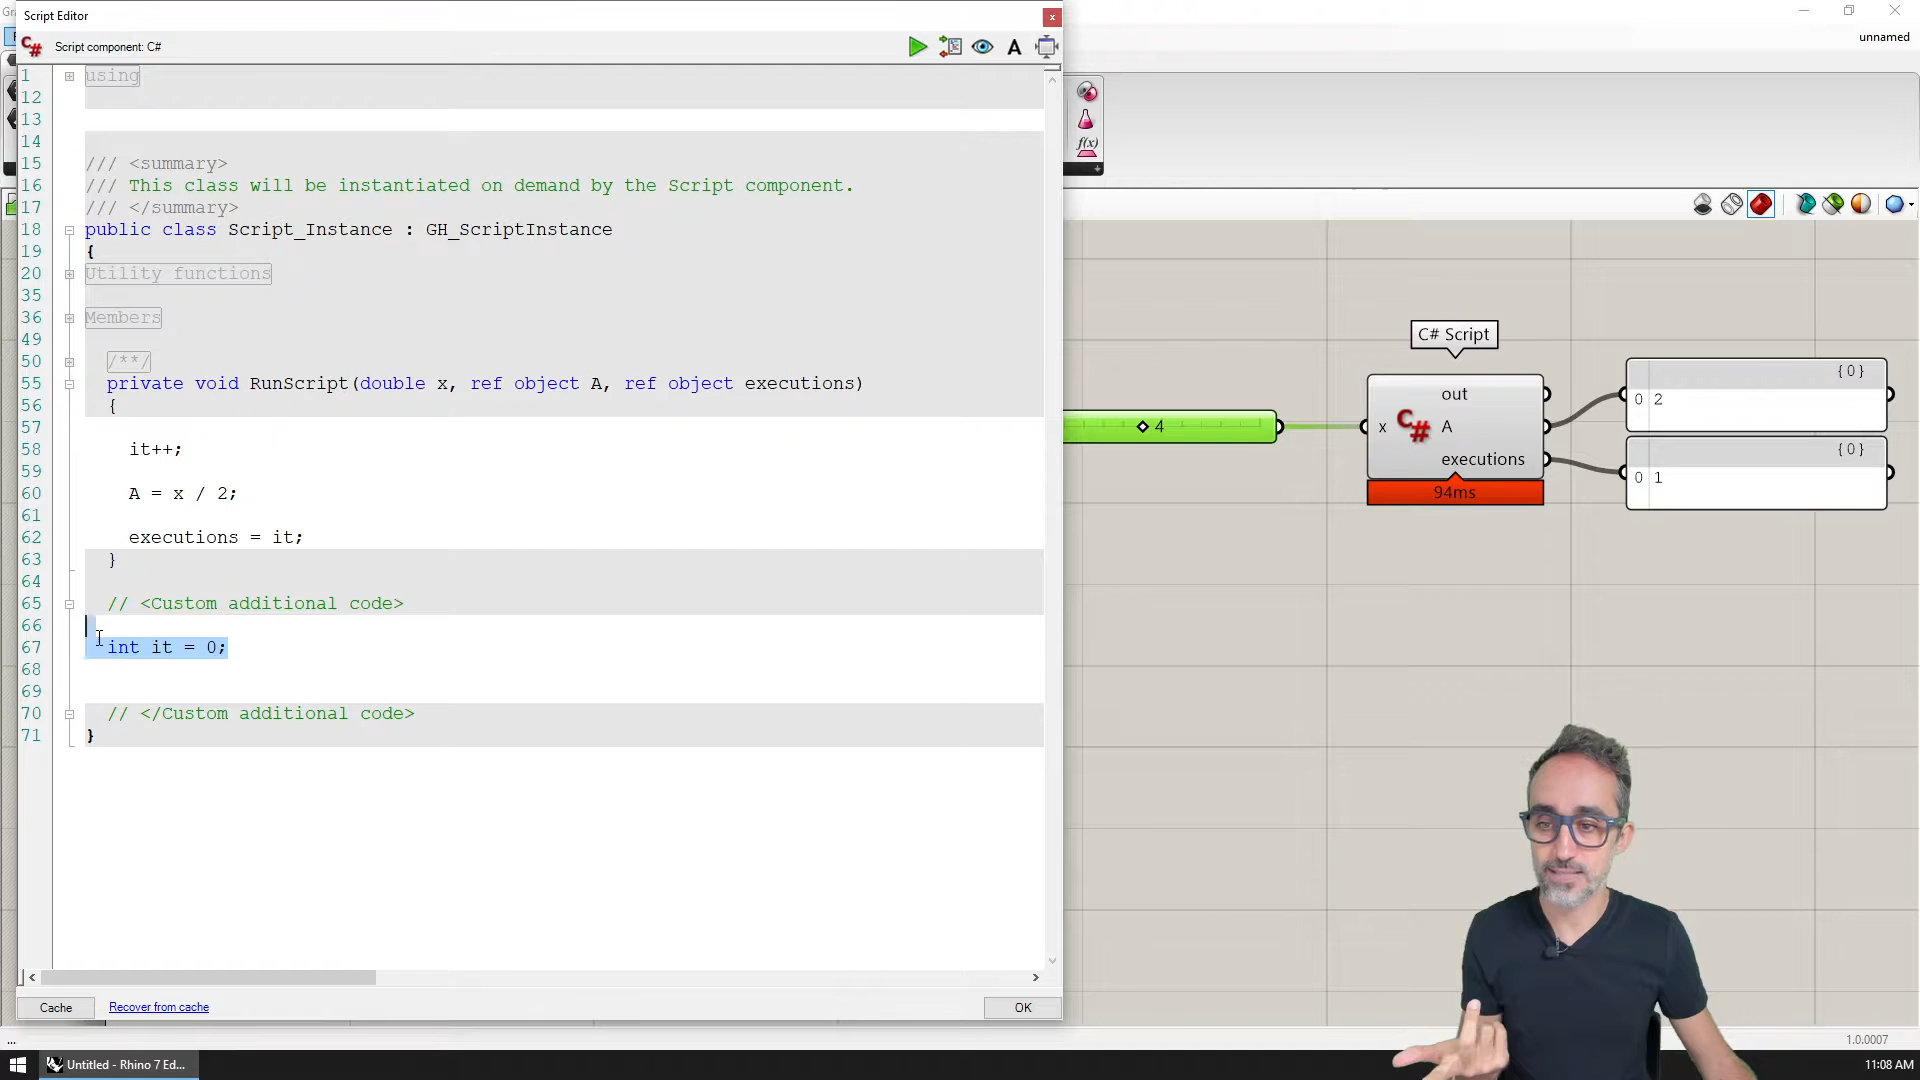 Script Editor
x
C# Script component: C#
A
unnamed
1 using
12
13
14
15 /// <summary>
16 /// This class will be instantiated on demand by the Script component.
17 /// </summary>
18 public class Script_Instance : GH_ScriptInstance
19 {
20 Utility functions
35
36 Members
49
50 /**/
55 private void RunScript(double x, ref object A, ref object executions)
56 {
57
58 it++;
59
60 A = x / 2;
61
62 executions = it;
63 }
64
65 // <Custom additional code>
66
67 int it = 0;
68
69
70 // </Custom additional code>
71 }
Cache
Recover from cache
OK
f(x)
C# Script
4
x C# A
out
executions
94ms
{0}
0 2
{0}
0 1
...
1.0.0007
Untitled - Rhino 7 Ed...
11:08 AM